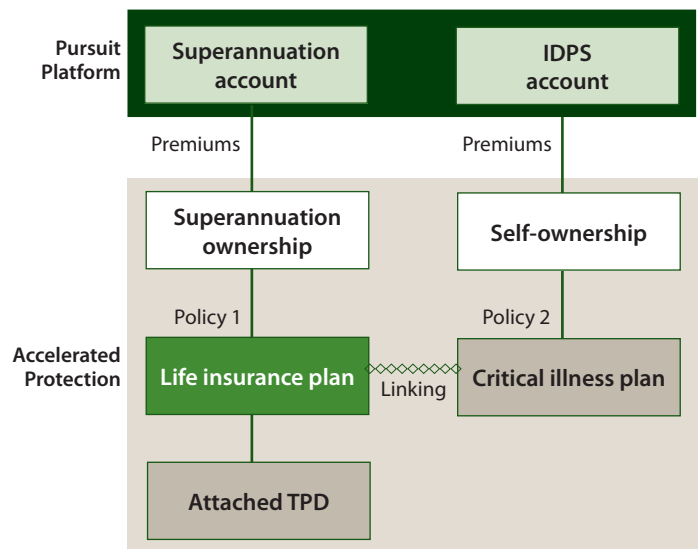 Pursuit
Platform
Superannuation
account
IDPS
account
Premiums
Premiums
Superannuation
ownership
Self-ownership
Policy 1
Policy 2
Accelerated
Protection
Life insurance plan
Linking
Critical illness plan
Attached TPD